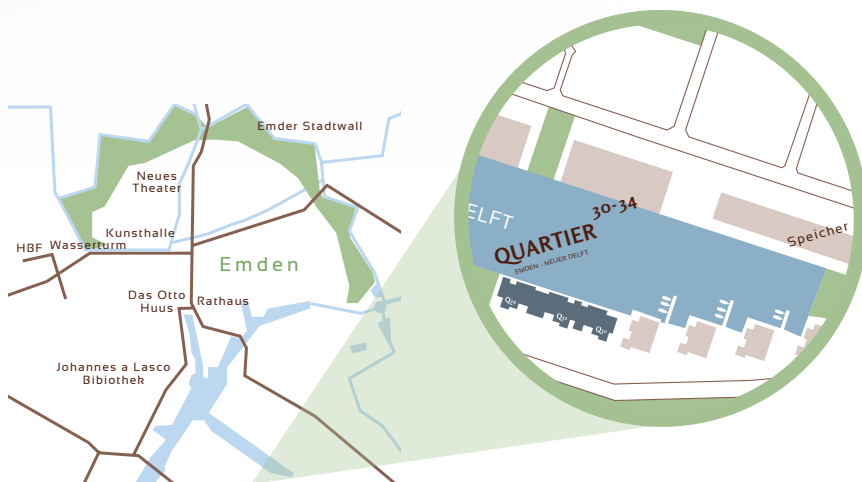 Emder Stadtwall
Neues
Theater
Kunsthalle
HBF
Wasserturm
Emden
Das Otto
Huus
Rathaus
Johannes a Lasco
Bibiothek
ELFT
QUARTIER
30-34
EMDEN - NEUER DELFT
Speicher